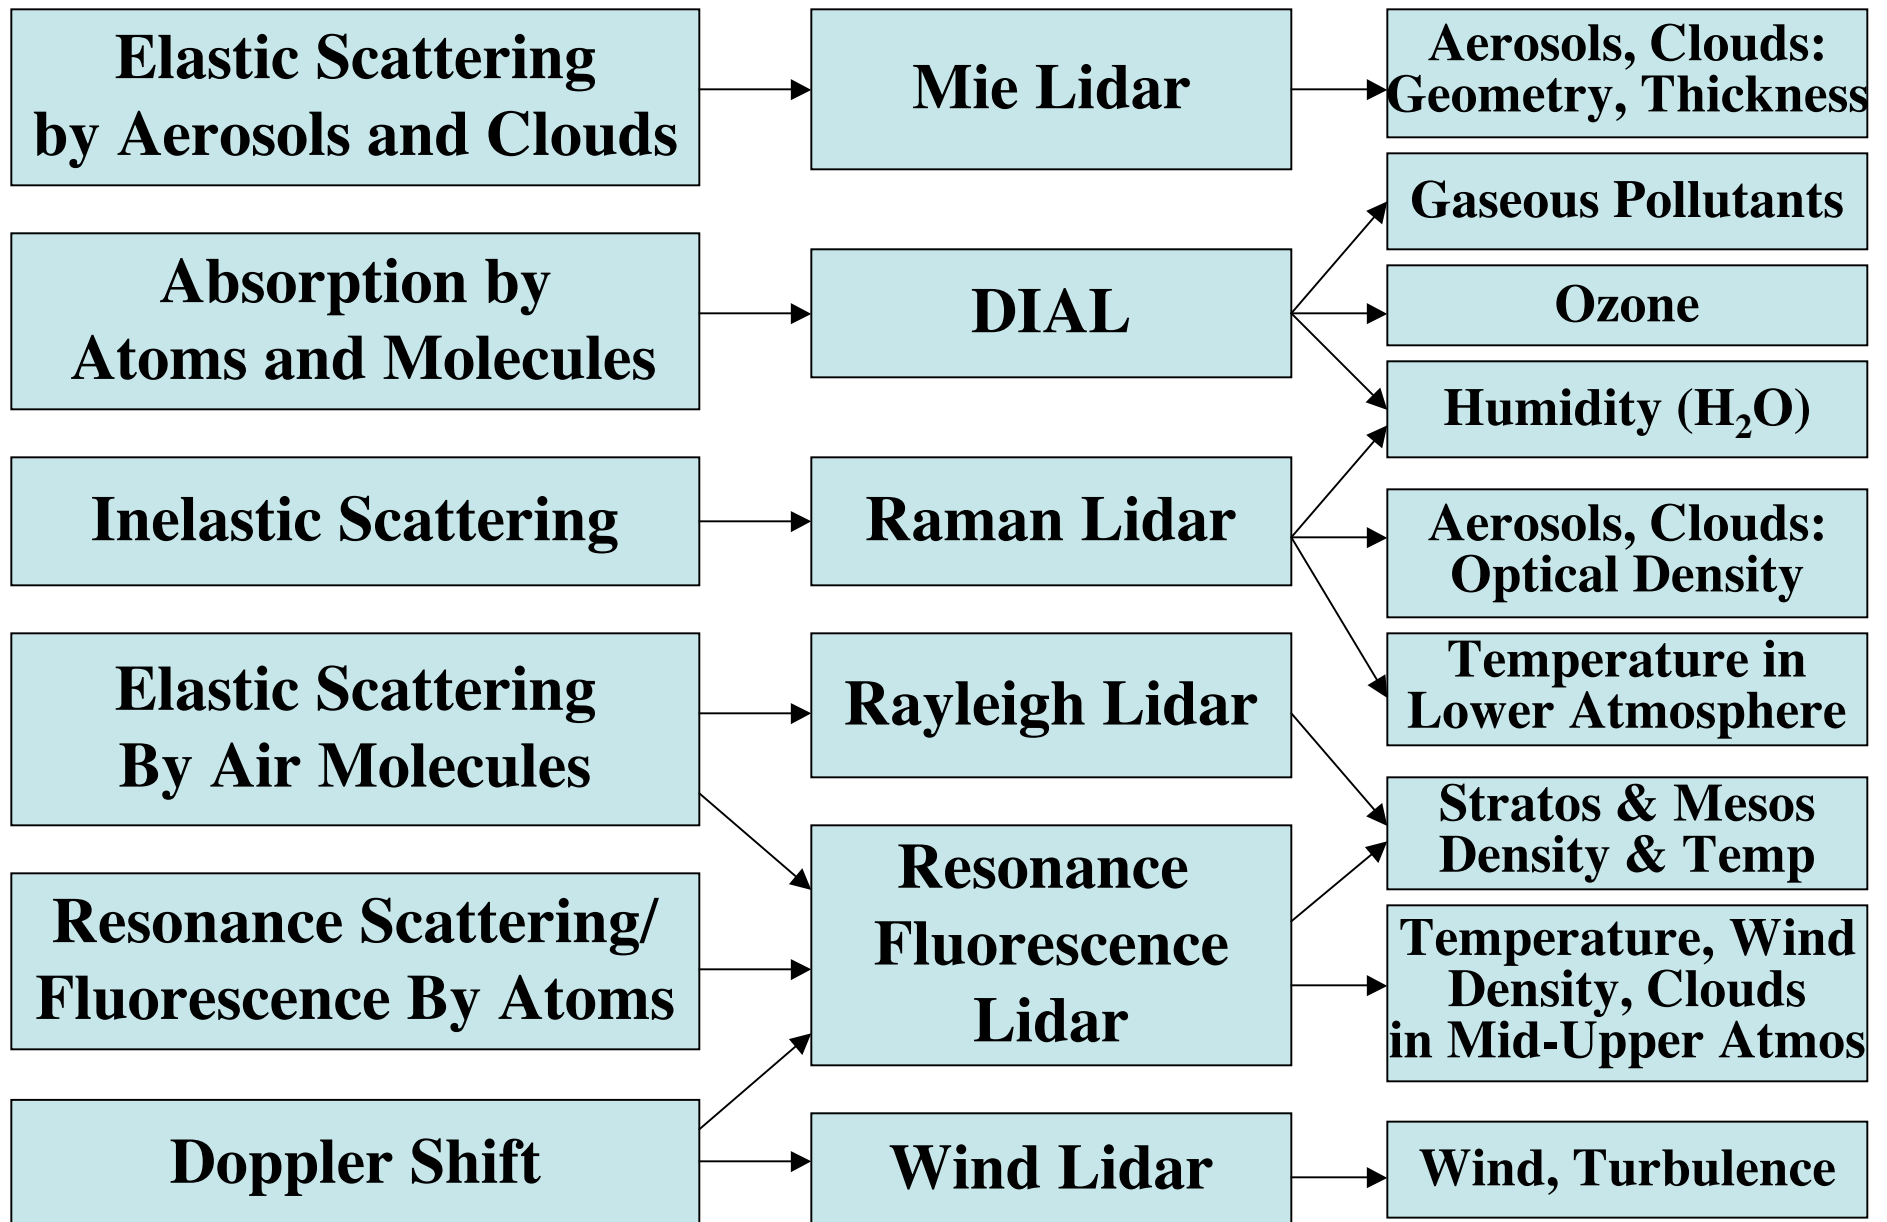 Elastic Scattering
by Aerosols and Clouds
Mie Lidar
Aerosols, Clouds:
Geometry, Thickness
Gaseous Pollutants
Absorption by
Atoms and Molecules
DIAL
Ozone
Humidity (H₂O)
Inelastic Scattering
Raman Lidar
Aerosols, Clouds:
Optical Density
Temperature in
Lower Atmosphere
Elastic Scattering
By Air Molecules
Rayleigh Lidar
Stratos & Mesos
Density & Temp
Resonance Scattering/
Fluorescence By Atoms
Resonance
Fluorescence
Lidar
Temperature, Wind
Density, Clouds
in Mid-Upper Atmos
Doppler Shift
Wind Lidar
Wind, Turbulence